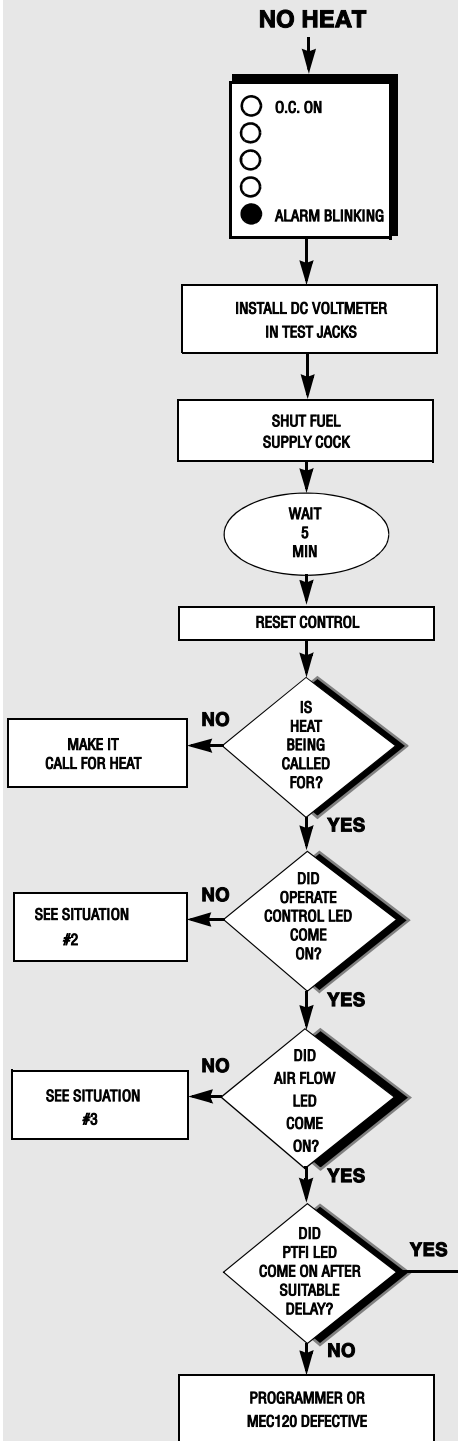 NO HEAT
O.C. ON
ALARM BLINKING
INSTALL DC VOLTMETER
IN TEST JACKS
SHUT FUEL
SUPPLY COCK
WAIT
5
MIN
RESET CONTROL
IS
HEAT
BEING
CALLED
FOR?
NO
MAKE IT
CALL FOR HEAT
YES
DID
OPERATE
CONTROL LED
COME
ON?
NO
SEE SITUATION
#2
YES
DID
AIR FLOW
LED
COME
ON?
NO
SEE SITUATION
#3
YES
DID
PTFI LED
COME ON AFTER
SUITABLE
DELAY?
YES
NO
PROGRAMMER OR
MEC120 DEFECTIVE